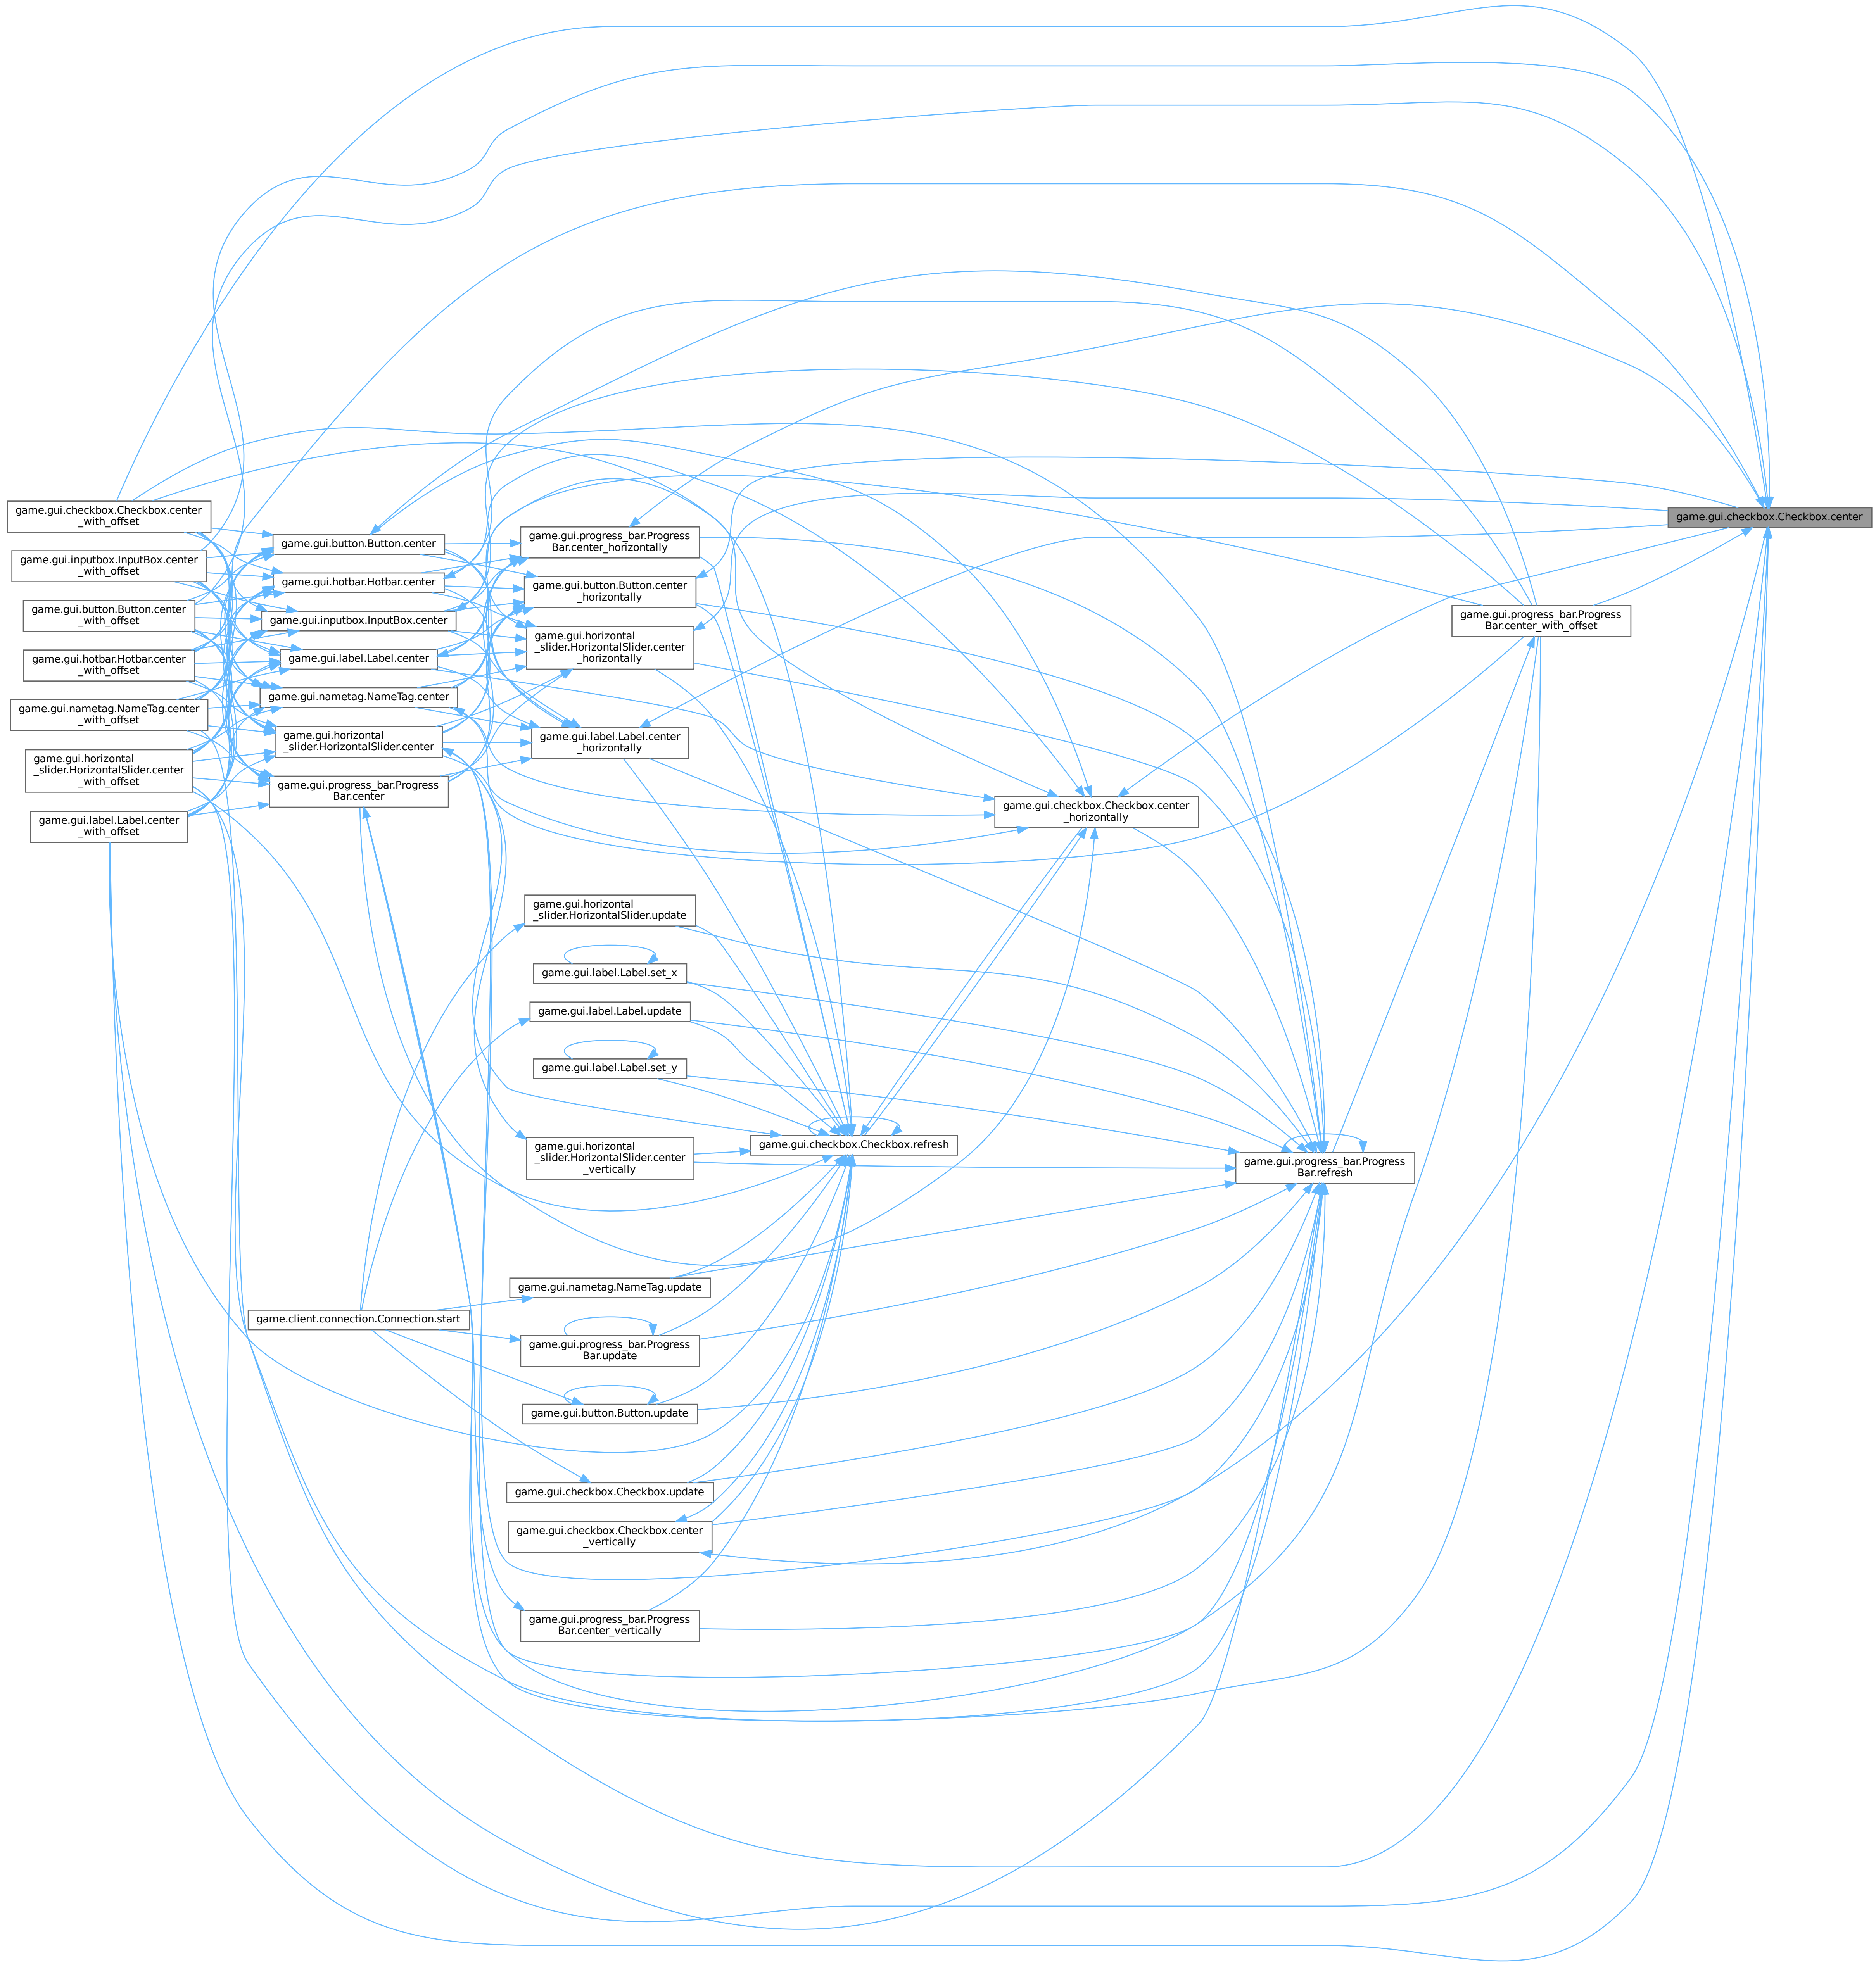 game.gui.checkbox.Checkbox.center
_with_offset
game.gui.inputbox.InputBox.center
_with_offset
game.gui.button.Button.center
_with_offset
game.gui.hotbar.Hotbar.center
_with_offset
game.gui.nametag.NameTag.center
_with_offset
game.gui.horizontal
_slider.HorizontalSlider.center
_with_offset
game.gui.label.Label.center
_with_offset
game.gui.button.Button.center
game.gui.hotbar.Hotbar.center
game.gui.inputbox.InputBox.center
game.gui.label.Label.center
game.gui.nametag.NameTag.center
game.gui.horizontal
_slider.HorizontalSlider.center
game.gui.progress_bar.Progress
Bar.center
game.client.connection.Connection.start
game.gui.progress_bar.Progress
Bar.center_horizontally
game.gui.button.Button.center
_horizontally
game.gui.horizontal
_slider.HorizontalSlider.center
_horizontally
game.gui.label.Label.center
_horizontally
game.gui.horizontal
_slider.HorizontalSlider.update
game.gui.label.Label.set_x
game.gui.label.Label.update
game.gui.label.Label.set_y
game.gui.horizontal
_slider.HorizontalSlider.center
_vertically
game.gui.nametag.NameTag.update
game.gui.progress_bar.Progress
Bar.update
game.gui.button.Button.update
game.gui.checkbox.Checkbox.update
game.gui.checkbox.Checkbox.center
_vertically
game.gui.progress_bar.Progress
Bar.center_vertically
game.gui.checkbox.Checkbox.refresh
game.gui.checkbox.Checkbox.center
_horizontally
game.gui.progress_bar.Progress
Bar.refresh
game.gui.progress_bar.Progress
Bar.center_with_offset
game.gui.checkbox.Checkbox.center